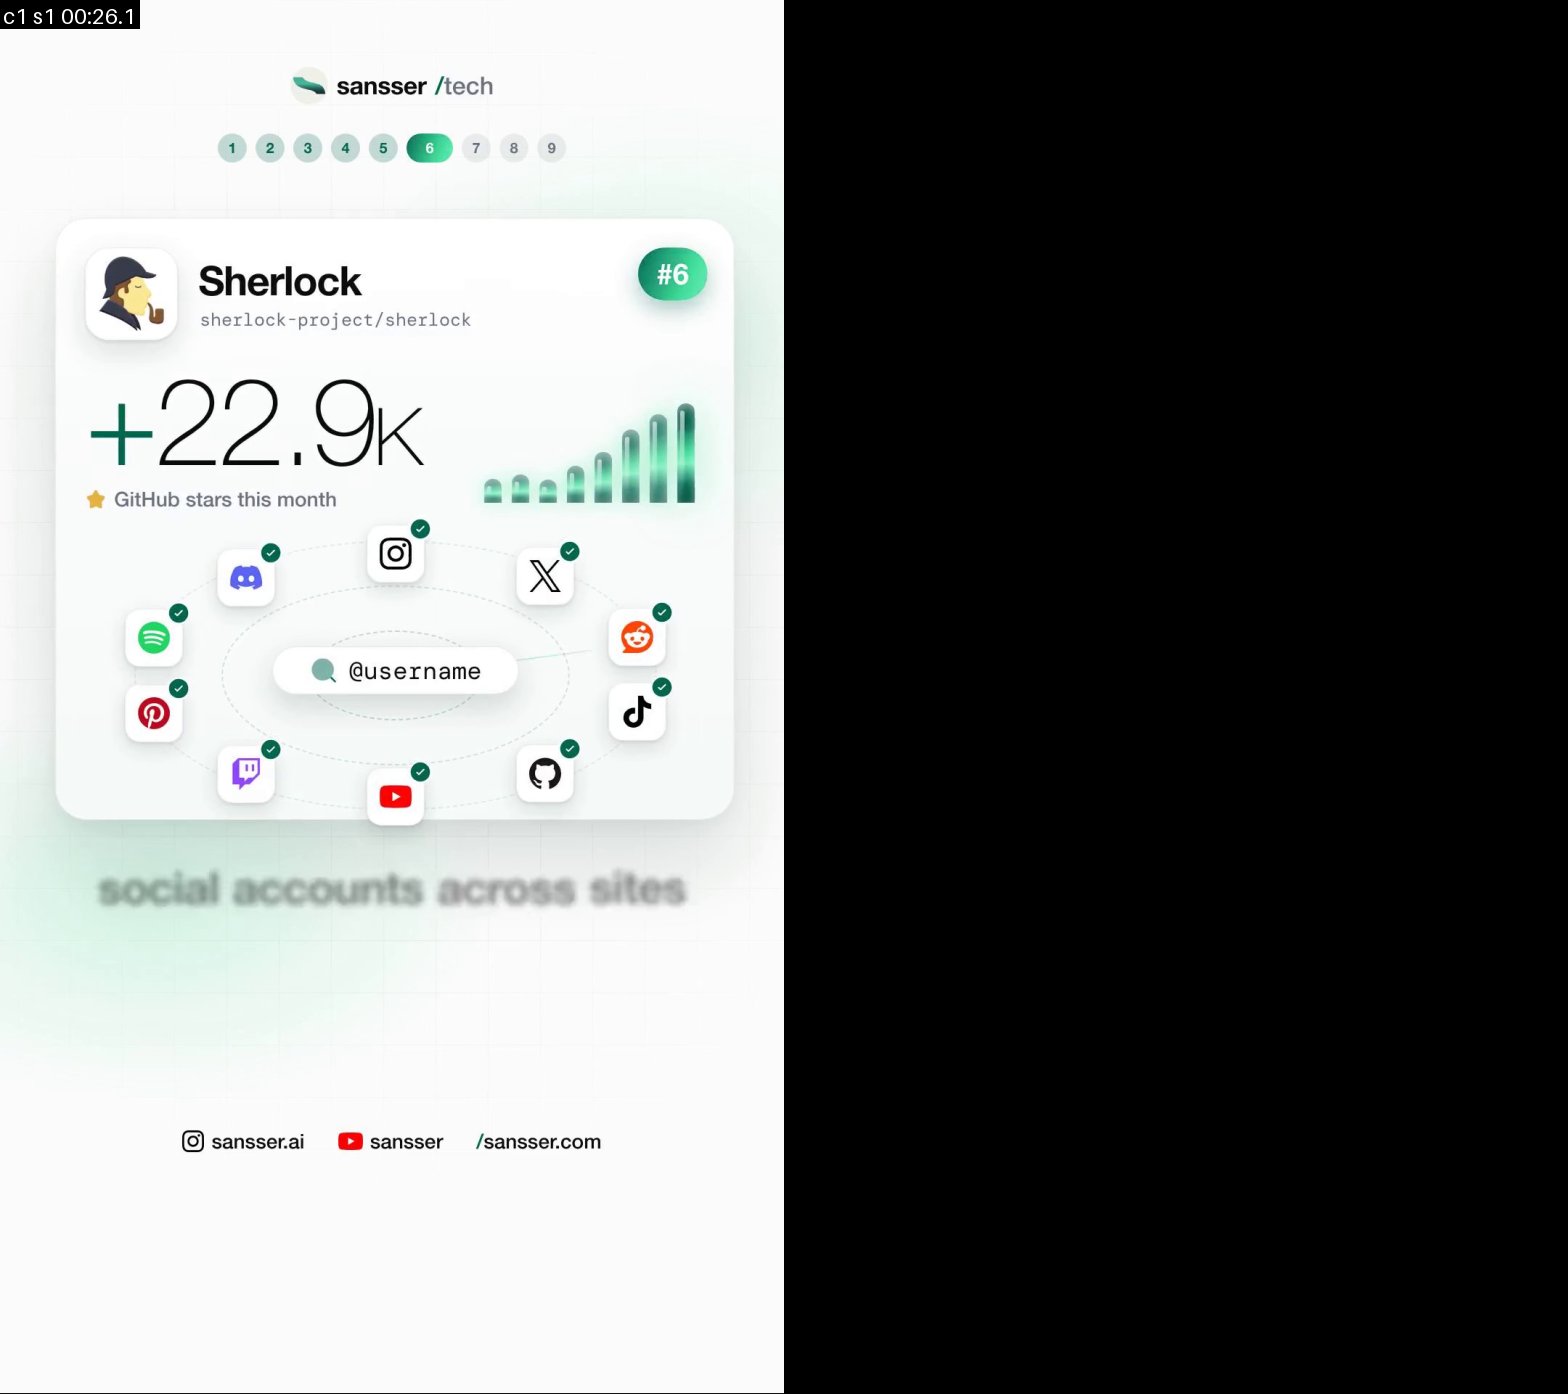 c1 s1 00:26.1
sansser /tech
1 2 3 4 5 6 7 8 9
Sherlock
#6
sherlock-project/sherlock
+22.9K
GitHub stars this month
@username
social accounts across sites
sansser.ai sansser /sansser.com